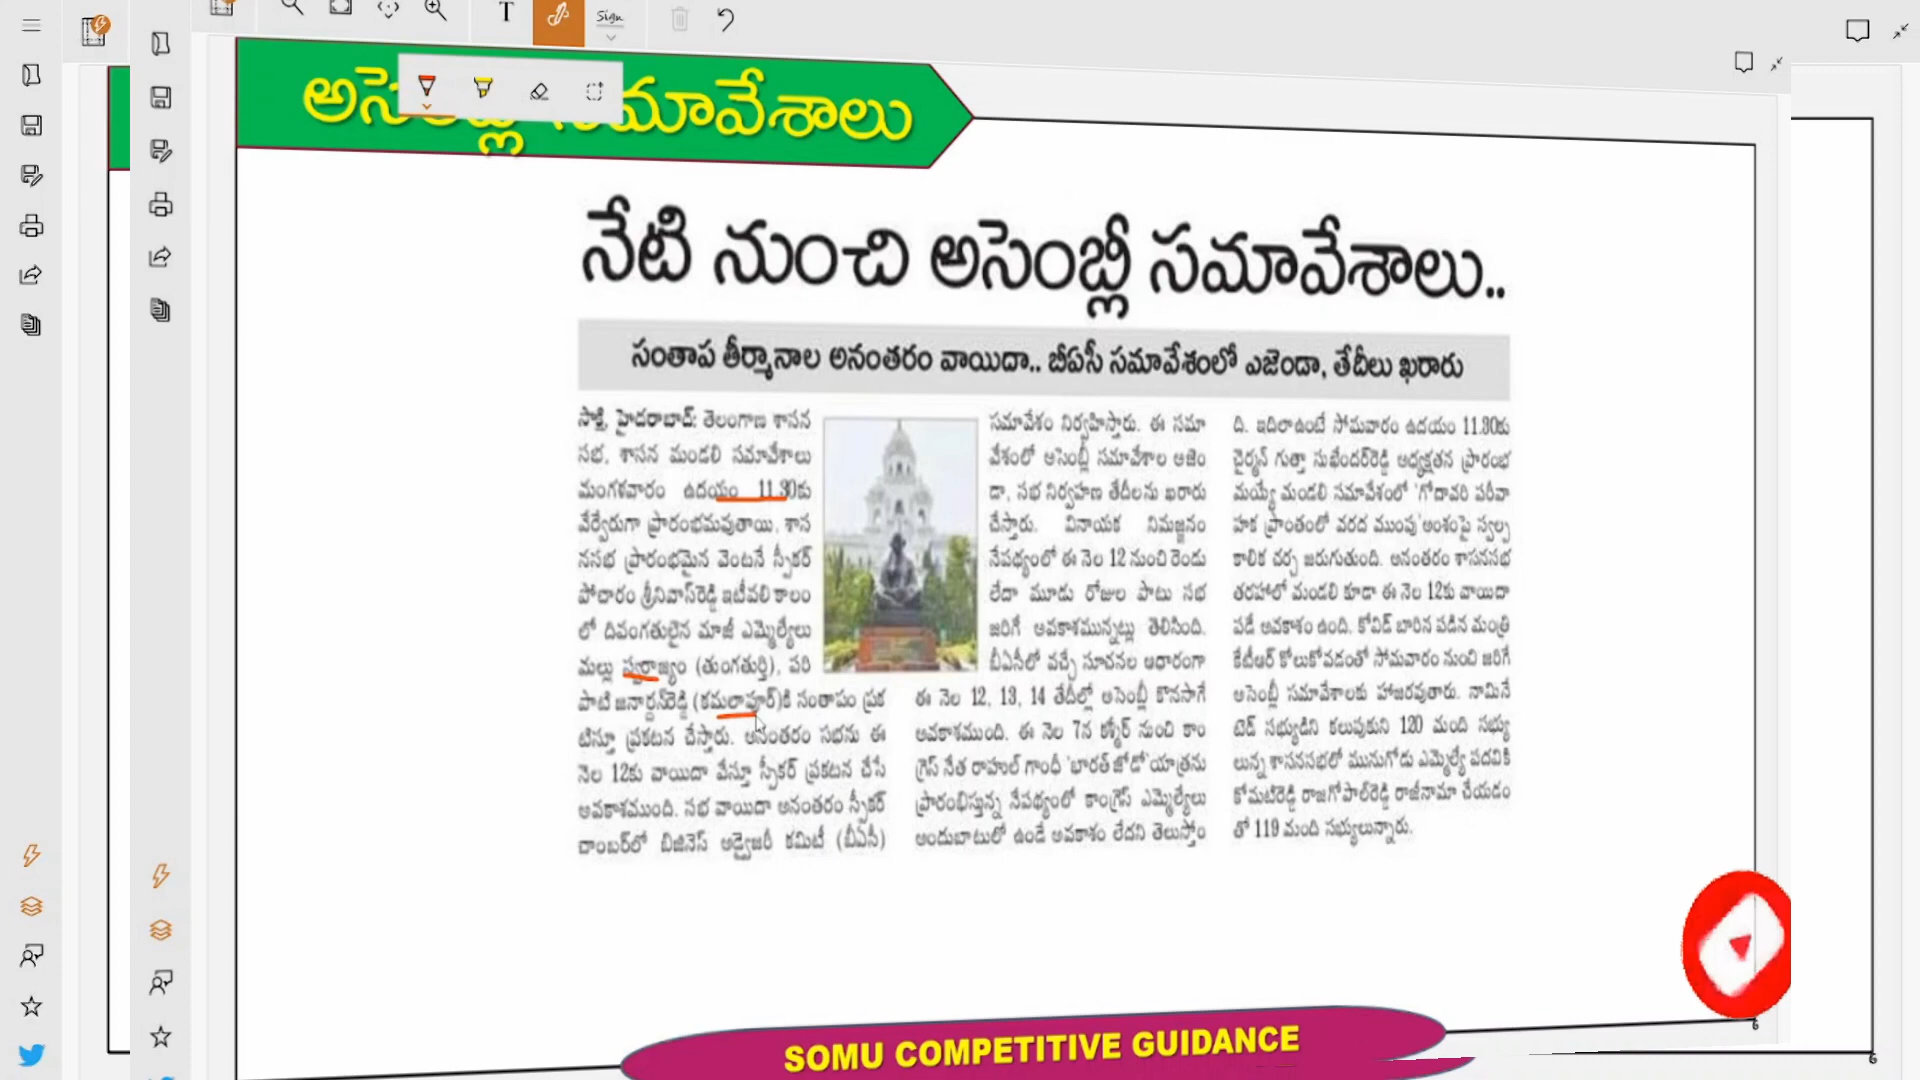 T
Sign
అసెంబ్లీ సమావేశాలు
నేటి నుంచి అసెంబ్లీ సమావేశాలు..
సంతాప తీర్మానాల అనంతరం వాయిదా.. బీఏసీ సమావేశంలో ఎజెండా, తేదీలు ఖరారు
సాక్షి, హైదరాబాద్: తెలంగాణ శాసన
సభ, శాసన మండలి సమావేశాలు
మంగళవారం ఉదయం 11.30కు
వేర్వేరుగా ప్రారంభమవుతాయి. శాస
నసభ ప్రారంభమైన వెంటనే స్పీకర్
పోచారం శ్రీనివాస్‌రెడ్డి ఇటీవలి కాలం
లో దివంగతులైన మాజీ ఎమ్మెల్యేలు
మల్లు స్వరాజ్యం (తుంగతుర్తి), పరి
పాటి జనార్దన్‌రెడ్డి (కమలాపూర్)కి సంతాపం ప్రక
టిస్తూ ప్రకటన చేస్తారు. అనంతరం సభను ఈ
నెల 12కు వాయిదా వేస్తూ స్పీకర్ ప్రకటన చేసే
అవకాశముంది. సభ వాయిదా అనంతరం స్పీకర్
చాంబర్‌లో బిజినెస్ అడ్వైజరీ కమిటీ (బీఏసీ)
సమావేశం నిర్వహిస్తారు. ఈ సమా
వేశంలో అసెంబ్లీ సమావేశాల అజెం
డా, సభ నిర్వహణ తేదీలను ఖరారు
చేస్తారు. వినాయక నిమజ్జనం
నేపథ్యంలో ఈ నెల 12 నుంచి రెండు
లేదా మూడు రోజుల పాటు సభ
జరిగే అవకాశమున్నట్లు తెలిసింది.
బీఏసీలో వచ్చే సూచనల ఆధారంగా
ఈ నెల 12, 13, 14 తేదీల్లో అసెంబ్లీ కొనసాగే
అవకాశముంది. ఈ నెల 7న కశ్మీర్ నుంచి కాం
గ్రెస్ నేత రాహుల్ గాంధీ 'భారత్ జోడో'యాత్రను
ప్రారంభిస్తున్న నేపథ్యంలో కాంగ్రెస్ ఎమ్మెల్యేలు
అందుబాటులో ఉండే అవకాశం లేదని తెలుస్తోం
ది. ఇదిలాఉంటే సోమవారం ఉదయం 11.30కు
చైర్మన్ గుత్తా సుఖేందర్‌రెడ్డి అధ్యక్షతన ప్రారంభ
మయ్యే మండలి సమావేశంలో 'గోదావరి పరీవా
హక ప్రాంతంలో వరద ముంపు'అంశంపై స్వల్ప
కాలిక చర్చ జరుగుతుంది. అనంతరం శాసనసభ
తరహాలో మండలి కూడా ఈ నెల 12కు వాయిదా
పడే అవకాశం ఉంది. కోవిడ్ బారిన పడిన మంత్రి
కేటీఆర్ కోలుకోవడంతో సోమవారం నుంచి జరిగే
అసెంబ్లీ సమావేశాలకు హాజరవుతారు. నామినే
టెడ్ సభ్యుడిని కలుపుకుని 120 మంది సభ్యు
లున్న శాసనసభలో మునుగోడు ఎమ్మెల్యే పదవికి
కోమటిరెడ్డి రాజగోపాల్‌రెడ్డి రాజీనామా చేయడం
తో 119 మంది సభ్యులున్నారు.
SOMU COMPETITIVE GUIDANCE
6
6